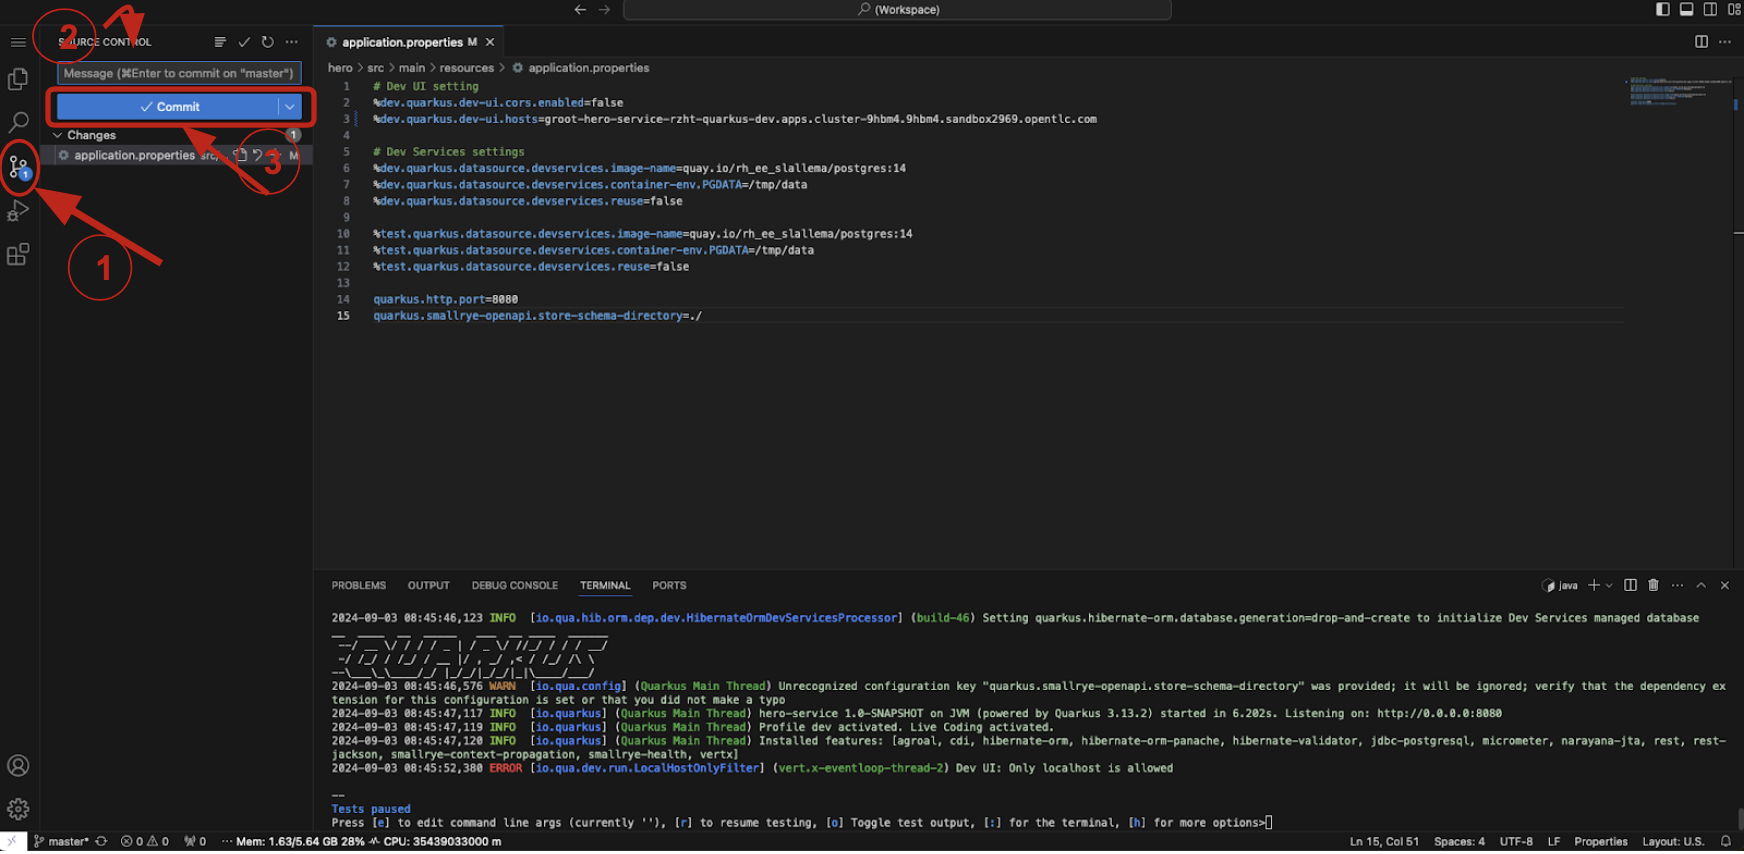 (Workspace)
2
SOURCE CONTROL
Message (⌘Enter to commit on "master")
Commit
Changes
1
application.properties src/...
M
3
1
1
application.properties M
hero > src > main > resources > application.properties
1 # Dev UI setting
2 %dev.quarkus.dev-ui.cors.enabled=false
3 %dev.quarkus.dev-ui.hosts=groot-hero-service-rzht-quarkus-dev.apps.cluster-9hbm4.9hbm4.sandbox2969.opentlc.com
4
5 # Dev Services settings
6 %dev.quarkus.datasource.devservices.image-name=quay.io/rh_ee_slallema/postgres:14
7 %dev.quarkus.datasource.devservices.container-env.PGDATA=/tmp/data
8 %dev.quarkus.datasource.devservices.reuse=false
9
10 %test.quarkus.datasource.devservices.image-name=quay.io/rh_ee_slallema/postgres:14
11 %test.quarkus.datasource.devservices.container-env.PGDATA=/tmp/data
12 %test.quarkus.datasource.devservices.reuse=false
13
14 quarkus.http.port=8080
15 quarkus.smallrye-openapi.store-schema-directory=./
PROBLEMS OUTPUT DEBUG CONSOLE TERMINAL PORTS
java
2024-09-03 08:45:46,123 INFO [io.qua.hib.orm.dep.dev.HibernateOrmDevServicesProcessor] (build-46) Setting quarkus.hibernate-orm.database.generation=drop-and-create to initialize Dev Services managed database
QUARKUS
2024-09-03 08:45:46,576 WARN [io.qua.config] (Quarkus Main Thread) Unrecognized configuration key "quarkus.smallrye-openapi.store-schema-directory" was provided; it will be ignored; verify that the dependency ex
tension for this configuration is set or that you did not make a typo
2024-09-03 08:45:47,117 INFO [io.quarkus] (Quarkus Main Thread) hero-service 1.0-SNAPSHOT on JVM (powered by Quarkus 3.13.2) started in 6.202s. Listening on: http://0.0.0.0:8080
2024-09-03 08:45:47,119 INFO [io.quarkus] (Quarkus Main Thread) Profile dev activated. Live Coding activated.
2024-09-03 08:45:47,120 INFO [io.quarkus] (Quarkus Main Thread) Installed features: [agroal, cdi, hibernate-orm, hibernate-orm-panache, hibernate-validator, jdbc-postgresql, micrometer, narayana-jta, rest, rest-
jackson, smallrye-context-propagation, smallrye-health, vertx]
2024-09-03 08:45:52,380 ERROR [io.qua.dev.run.LocalHostOnlyFilter] (vert.x-eventloop-thread-2) Dev UI: Only localhost is allowed
--
Tests paused
Press [e] to edit command line args (currently ''), [r] to resume testing, [o] Toggle test output, [:] for the terminal, [h] for more options>
master* 0 0 0 ··· Mem: 1.63/5.64 GB 28% CPU: 35439033000 m
Ln 15, Col 51 Spaces: 4 UTF-8 LF Properties Layout: U.S.